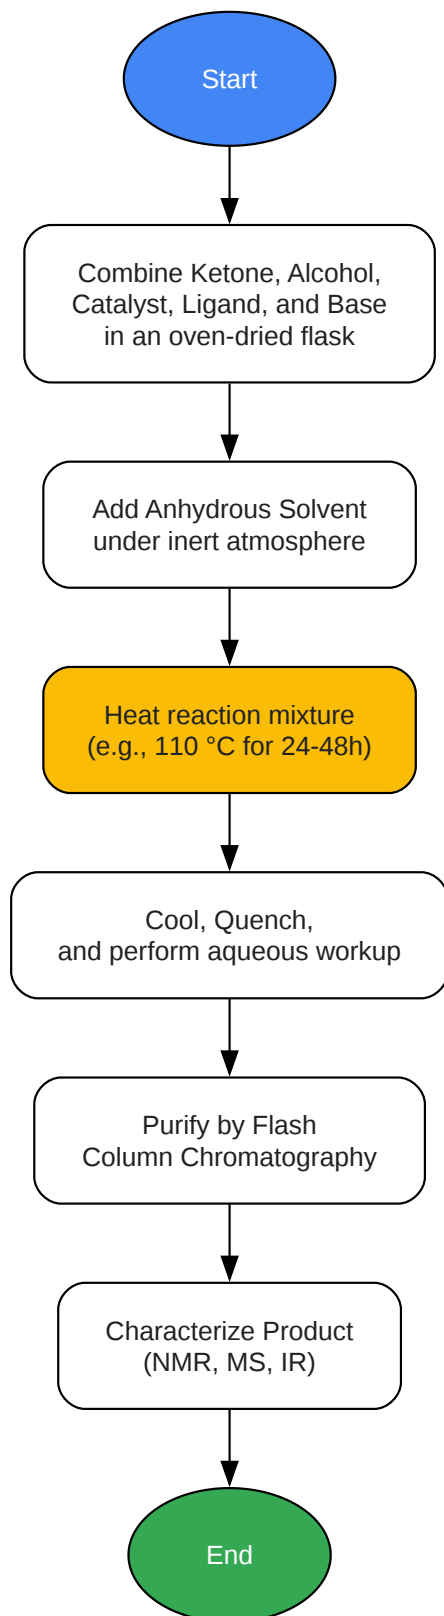 Start
Combine Ketone, Alcohol,
Catalyst, Ligand, and Base
in an oven-dried flask
Add Anhydrous Solvent
under inert atmosphere
Heat reaction mixture
(e.g., 110 °C for 24-48h)
Cool, Quench,
and perform aqueous workup
Purify by Flash
Column Chromatography
Characterize Product
(NMR, MS, IR)
End